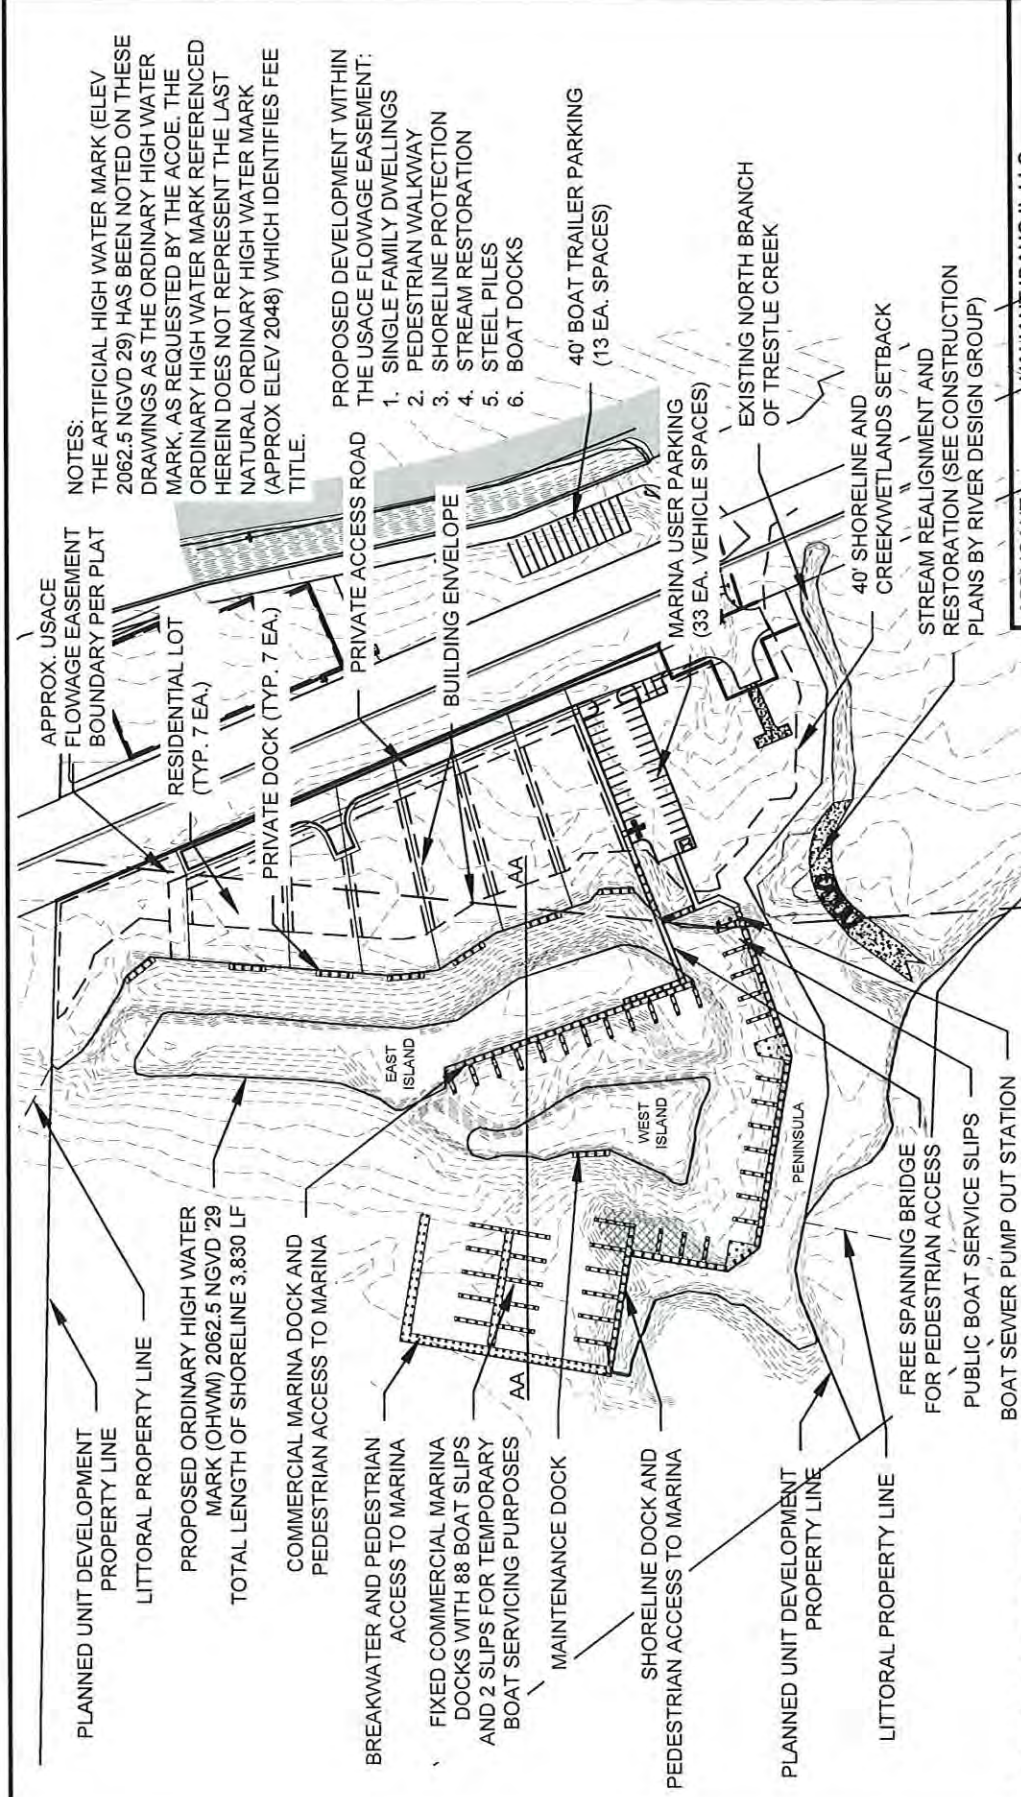 NOTES:
THE ARTIFICIAL HIGH WATER MARK (ELEV
2062.5 NGVD 29) HAS BEEN NOTED ON THESE
DRAWINGS AS THE ORDINARY HIGH WATER
MARK, AS REQUESTED BY THE ACOE. THE
ORDINARY HIGH WATER MARK REFERENCED
HEREIN DOES NOT REPRESENT THE LAST
NATURAL ORDINARY HIGH WATER MARK
(APPROX ELEV 2048) WHICH IDENTIFIES FEE
TITLE.
PROPOSED DEVELOPMENT WITHIN
THE USACE FLOWAGE EASEMENT:
1. SINGLE FAMILY DWELLINGS
2. PEDESTRIAN WALKWAY
3. SHORELINE PROTECTION
4. STREAM RESTORATION
5. STEEL PILES
6. BOAT DOCKS
APPROX. USACE
FLOWAGE EASEMENT
BOUNDARY PER PLAT
RESIDENTIAL LOT
(TYP. 7 EA.)
PRIVATE DOCK (TYP. 7 EA.)
PRIVATE ACCESS ROAD
BUILDING ENVELOPE
40' BOAT TRAILER PARKING
(13 EA. SPACES)
MARINA USER PARKING
(33 EA. VEHICLE SPACES)
EXISTING NORTH BRANCH
OF TRESTLE CREEK
40' SHORELINE AND
CREEK/WETLANDS SETBACK
STREAM REALIGNMENT AND
RESTORATION (SEE CONSTRUCTION
PLANS BY RIVER DESIGN GROUP)
PLANNED UNIT DEVELOPMENT
PROPERTY LINE
LITTORAL PROPERTY LINE
PROPOSED ORDINARY HIGH WATER
MARK (OHWM) 2062.5 NGVD '29
TOTAL LENGTH OF SHORELINE 3,830 LF
COMMERCIAL MARINA DOCK AND
PEDESTRIAN ACCESS TO MARINA
BREAKWATER AND PEDESTRIAN
ACCESS TO MARINA
FIXED COMMERCIAL MARINA
DOCKS WITH 88 BOAT SLIPS
AND 2 SLIPS FOR TEMPORARY
BOAT SERVICING PURPOSES
MAINTENANCE DOCK
SHORELINE DOCK AND
PEDESTRIAN ACCESS TO MARINA
PLANNED UNIT DEVELOPMENT
PROPERTY LINE
LITTORAL PROPERTY LINE
EAST
ISLAND
WEST
ISLAND
PENINSULA
AA
AA
FREE SPANNING BRIDGE
FOR PEDESTRIAN ACCESS
PUBLIC BOAT SERVICE SLIPS
BOAT SEWER PUMP OUT STATION